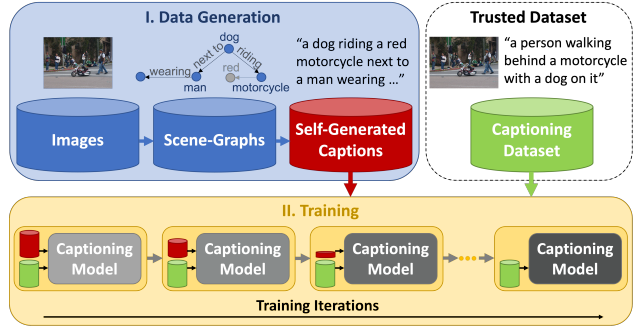 I. Data Generation
dog
next to
riding
red
wearing
man
motorcycle
“a dog riding a red
motorcycle next to
a man wearing ...”
Images
Scene-Graphs
Self-Generated
Captions
Trusted Dataset
“a person walking
behind a motorcycle
with a dog on it”
Captioning
Dataset
II. Training
Captioning
Model
Captioning
Model
Captioning
Model
Captioning
Model
Training Iterations